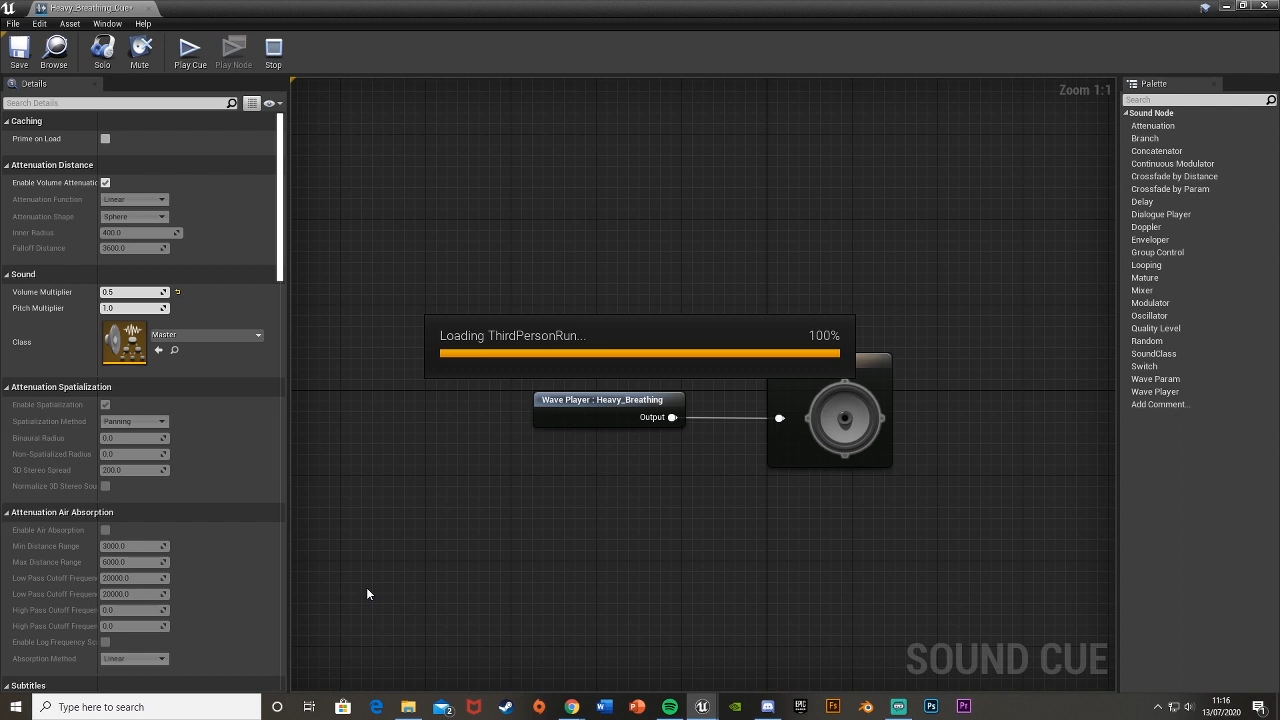 Heavy_Breathing_Cue*
File Edit Asset Window Help
Save Browse Solo Mute Play Cue Play Node Stop
Details
Search Details
Caching
Prime on Load
Attenuation Distance
Enable Volume Attenuatic
Attenuation Function Linear
Attenuation Shape Sphere
Inner Radius 400.0
Falloff Distance 3600.0
Sound
Volume Multiplier 0.5
Pitch Multiplier 1.0
Class Master
Attenuation Spatialization
Enable Spatialization
Spatialization Method Panning
Binaural Radius 0.0
Non-Spatialized Radius 0.0
3D Stereo Spread 200.0
Normalize 3D Stereo Sou
Attenuation Air Absorption
Enable Air Absorption
Min Distance Range 3000.0
Max Distance Range 6000.0
Low Pass Cutoff Frequen 20000.0
Low Pass Cutoff Frequen 20000.0
High Pass Cutoff Frequer 0.0
High Pass Cutoff Frequer 0.0
Enable Log Frequency Sca
Absorption Method Linear
Subtitles
Zoom 1:1
Loading ThirdPersonRun... 100%
Wave Player : Heavy_Breathing
Output
SOUND CUE
Palette
Search
Sound Node
Attenuation
Branch
Concatenator
Continuous Modulator
Crossfade by Distance
Crossfade by Param
Delay
Dialogue Player
Doppler
Enveloper
Group Control
Looping
Mature
Mixer
Modulator
Oscillator
Quality Level
Random
SoundClass
Switch
Wave Param
Wave Player
Add Comment...
Type here to search
11:16
13/07/2020